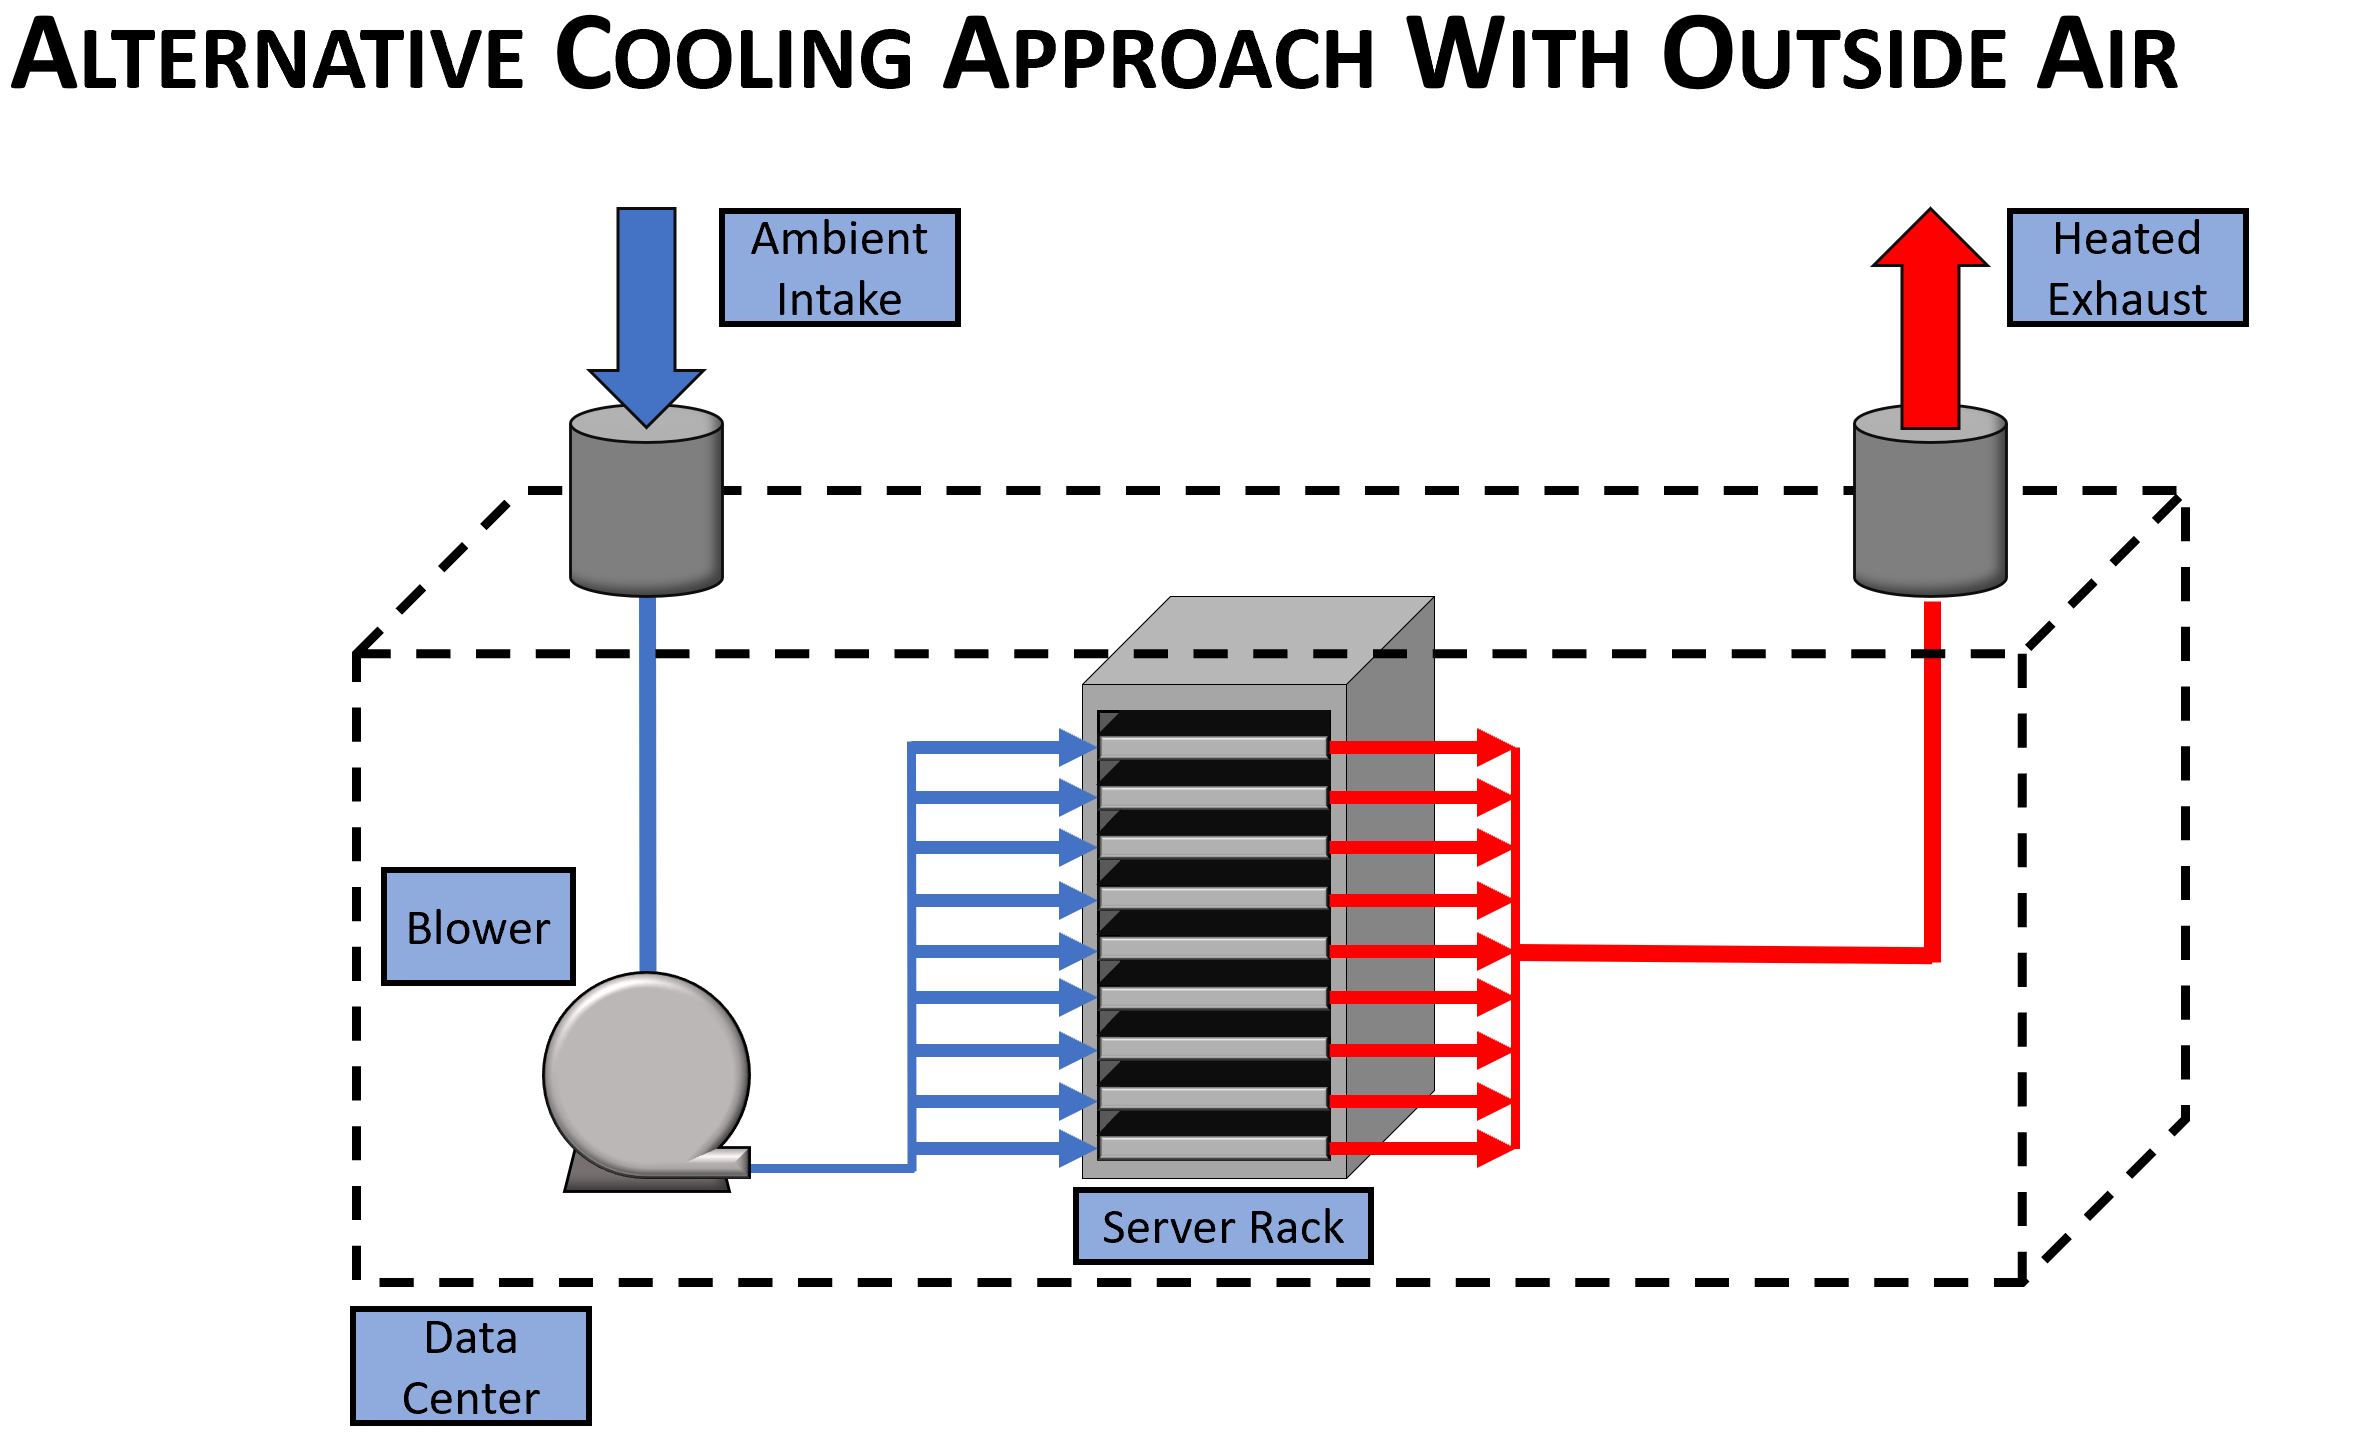 Alternative Cooling Approach With Outside Air
Ambient
Intake
Heated
Exhaust
Blower
Server Rack
Data
Center